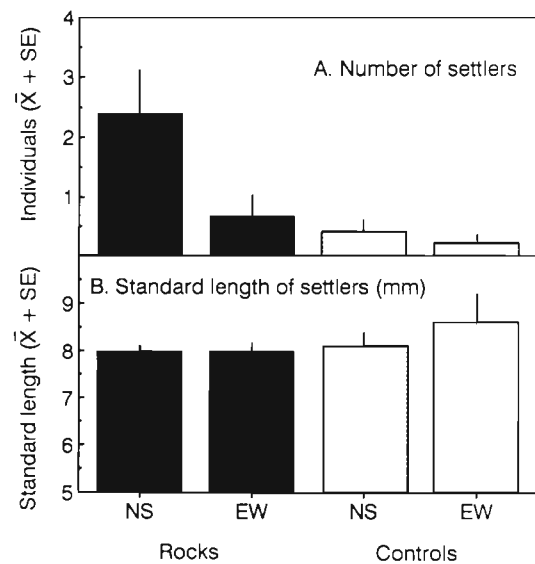 Individuals (X̄ + SE)
4
3
2
1
A. Number of settlers
Standard length (X̄ + SE)
9
8
7
6
5
B. Standard length of settlers (mm)
NS EW NS EW
Rocks Controls